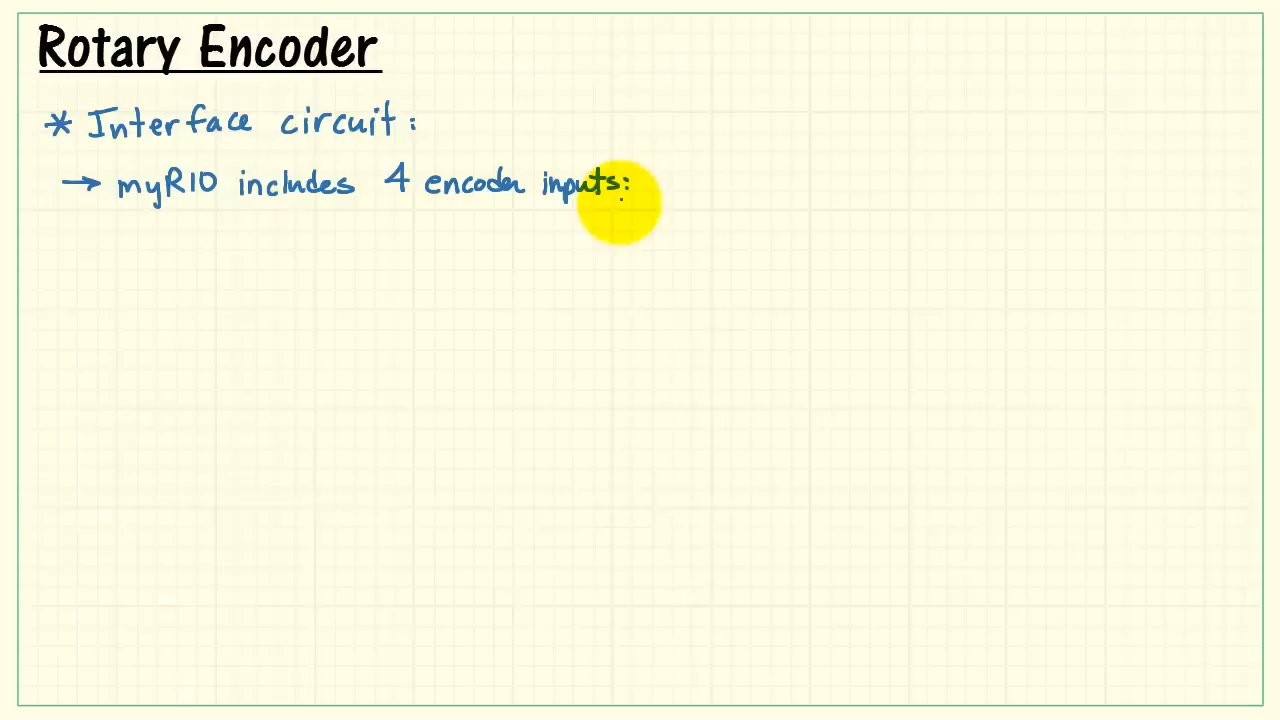 Rotary Encoder
* Interface circuit:
→ myRIO includes 4 encoder inputs: